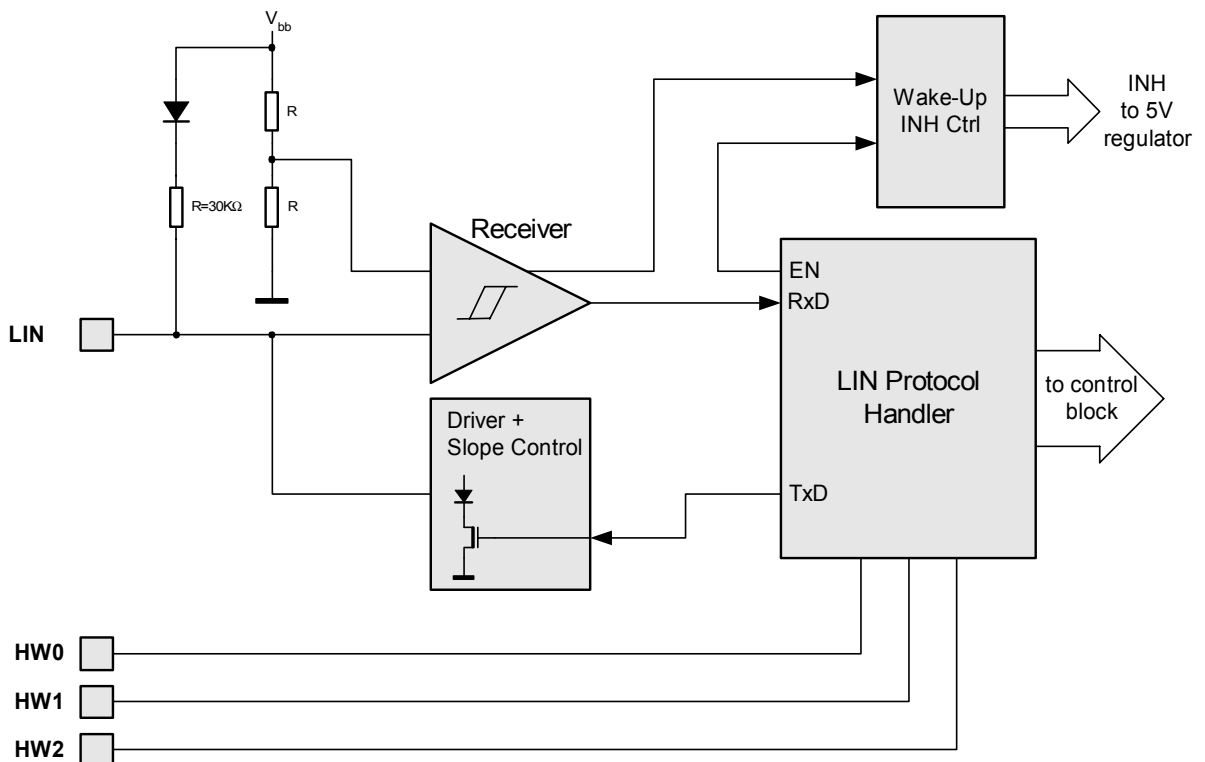 Vbb
R
R=30KΩ
R
Receiver
Wake-Up
INH Ctrl
INH
to 5V
regulator
LIN
EN
RxD
LIN Protocol
Handler
to control
block
Driver +
Slope Control
TxD
HW0
HW1
HW2